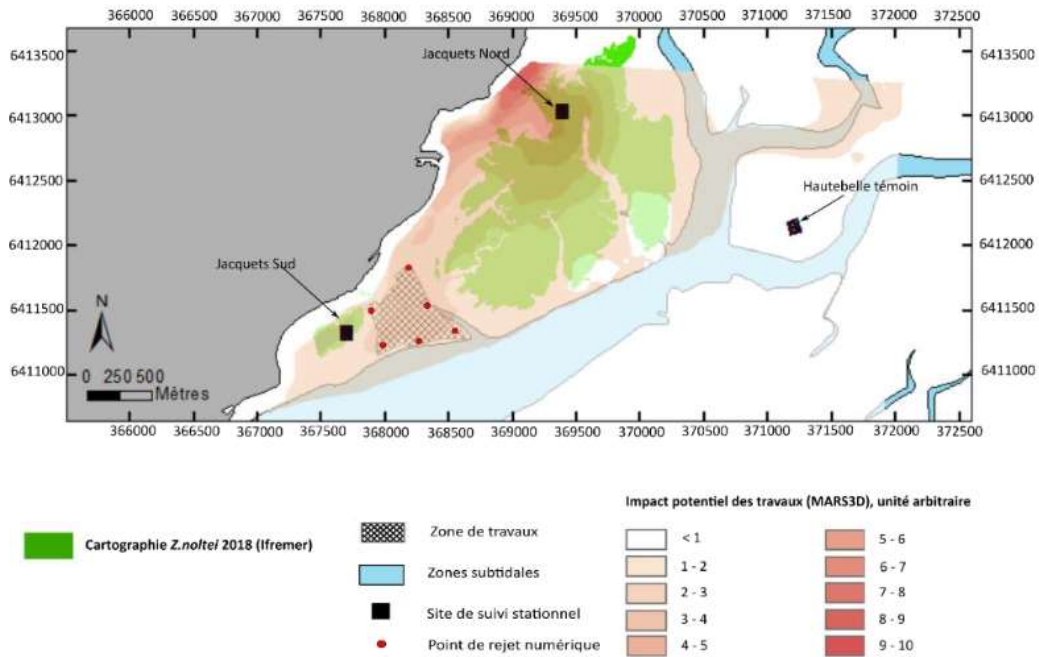 366000 366500 367000 367500 368000 368500 369000 369500 370000 370500 371000 371500 372000 372500
6413500 6413500
Jacquets Nord
6413000 6413000
6412500 6412500
Hautebelle témoin
6412000 6412000
Jacquets Sud
6411500 6411500
N
6411000 6411000
0 250 500
Mètres
366000 366500 367000 367500 368000 368500 369000 369500 370000 370500 371000 371500 372000 372500
Cartographie Z.noltei 2018 (Ifremer)
Zone de travaux
Zones subtidales
Site de suivi stationnel
Point de rejet numérique
Impact potentiel des travaux (MARS3D), unité arbitraire
< 1
1 - 2
2 - 3
3 - 4
4 - 5
5 - 6
6 - 7
7 - 8
8 - 9
9 - 10